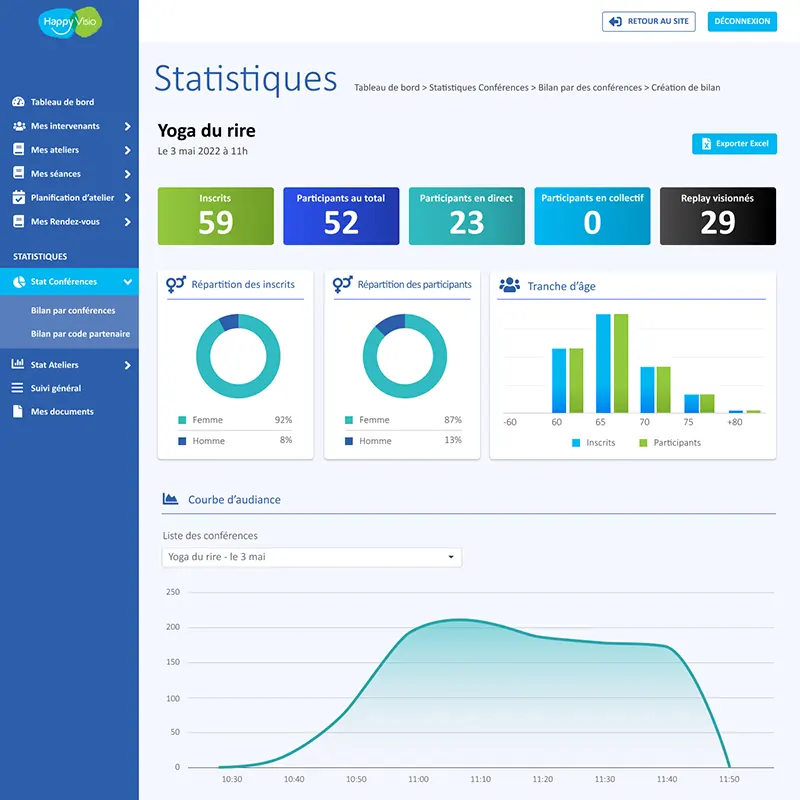 HappyVisio
RETOUR AU SITE
DÉCONNEXION
Statistiques
Tableau de bord > Statistiques Conférences > Bilan par des conférences > Création de bilan
Tableau de bord
Mes intervenants
Mes ateliers
Mes séances
Planification d'atelier
Mes Rendez-vous
STATISTIQUES
Stat Conférences
Bilan par conférences
Bilan par code partenaire
Stat Ateliers
Suivi général
Mes documents
Yoga du rire
Le 3 mai 2022 à 11h
Exporter Excel
Inscrits
59
Participants au total
52
Participants en direct
23
Participants en collectif
0
Replay visionnés
29
Répartition des inscrits
Femme 92%
Homme 8%
Répartition des participants
Femme 87%
Homme 13%
Tranche d'âge
-60 60 65 70 75 +80
Inscrits Participants
Courbe d'audiance
Liste des conférences
Yoga du rire - le 3 mai
250
200
150
100
50
0
10:30 10:40 10:50 11:00 11:10 11:20 11:30 11:40 11:50